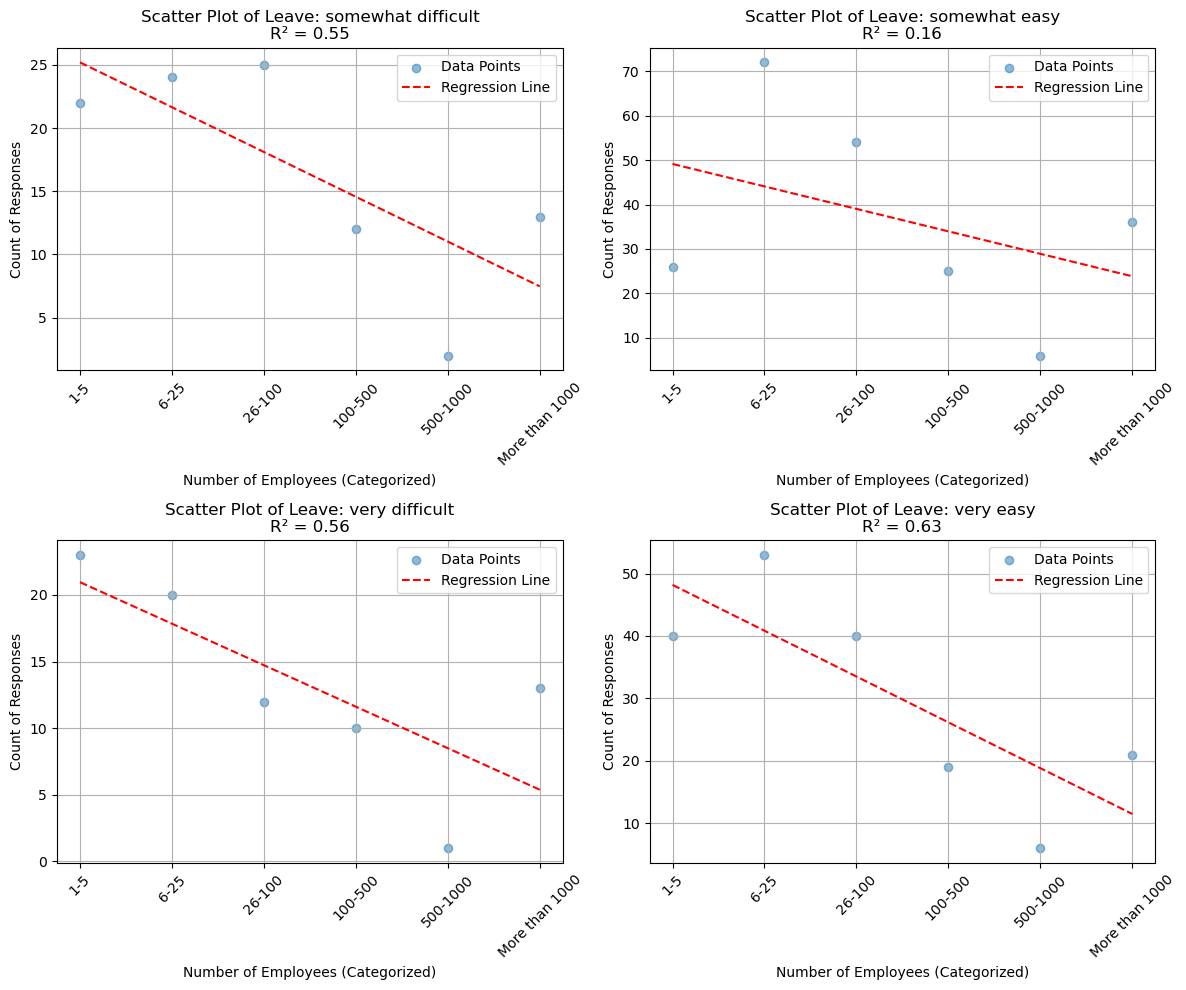 Scatter Plot of Leave: somewhat difficult
R² = 0.55
Data Points
Regression Line
Count of Responses
25
20
15
10
5
1-5
6-25
26-100
100-500
500-1000
More than 1000
Number of Employees (Categorized)
Scatter Plot of Leave: somewhat easy
R² = 0.16
Data Points
Regression Line
Count of Responses
70
60
50
40
30
20
10
1-5
6-25
26-100
100-500
500-1000
More than 1000
Number of Employees (Categorized)
Scatter Plot of Leave: very difficult
R² = 0.56
Data Points
Regression Line
Count of Responses
20
15
10
5
0
1-5
6-25
26-100
100-500
500-1000
More than 1000
Number of Employees (Categorized)
Scatter Plot of Leave: very easy
R² = 0.63
Data Points
Regression Line
Count of Responses
50
40
30
20
10
1-5
6-25
26-100
100-500
500-1000
More than 1000
Number of Employees (Categorized)